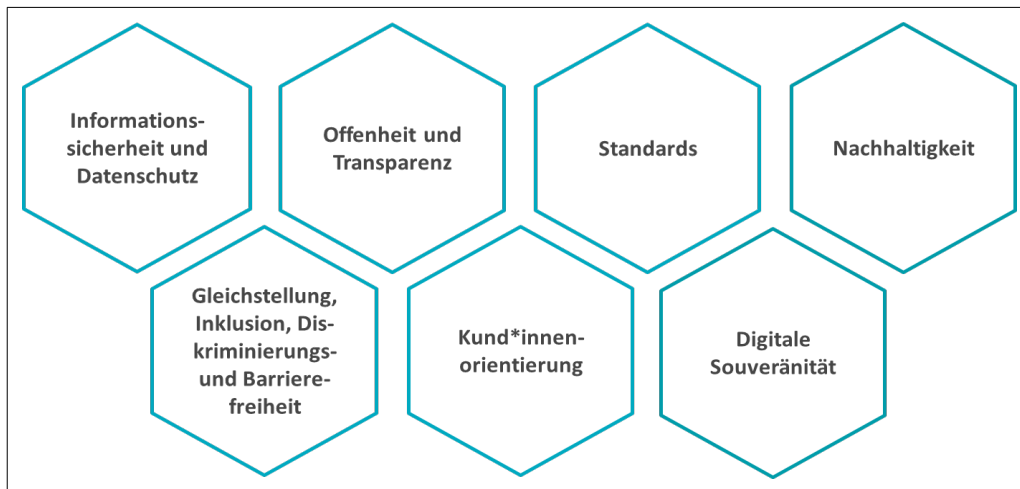 Informations-
sicherheit und
Datenschutz
Offenheit und
Transparenz
Standards
Nachhaltigkeit
Gleichstellung,
Inklusion, Dis-
kriminierungs-
und Barriere-
freiheit
Kund*innen-
orientierung
Digitale
Souveränität